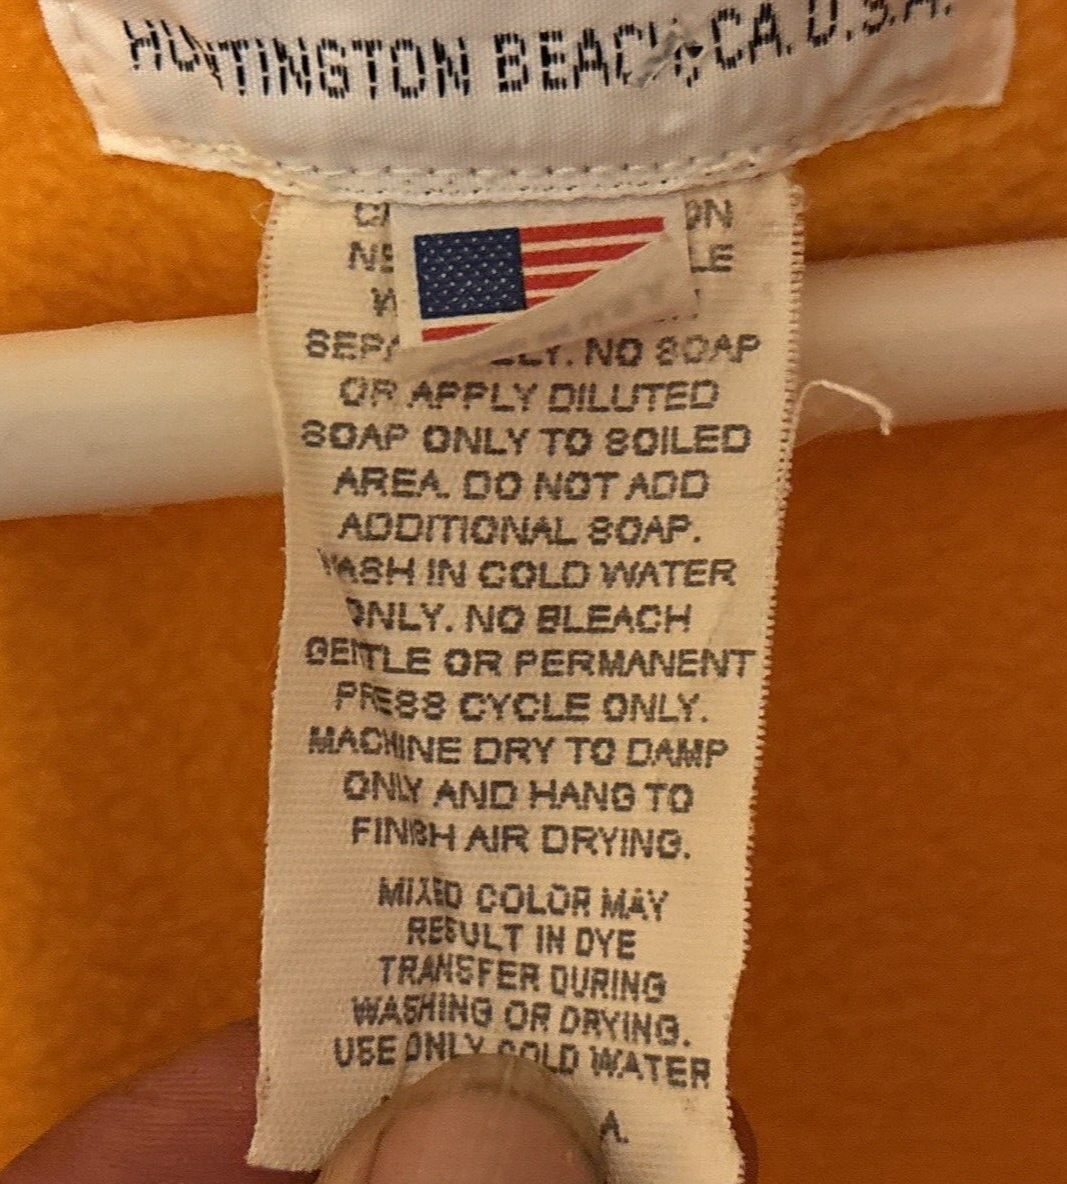 HUNTINGTON BEACH, CA. U.S.A.
NO SOAP
OR APPLY DILUTED
SOAP ONLY TO SOILED
AREA. DO NOT ADD
ADDITIONAL SOAP.
WASH IN COLD WATER
ONLY. NO BLEACH
GENTLE OR PERMANENT
PRESS CYCLE ONLY.
MACHINE DRY TO DAMP
ONLY AND HANG TO
FINISH AIR DRYING.
MIXED COLOR MAY
RESULT IN DYE
TRANSFER DURING
WASHING OR DRYING.
USE ONLY COLD WATER